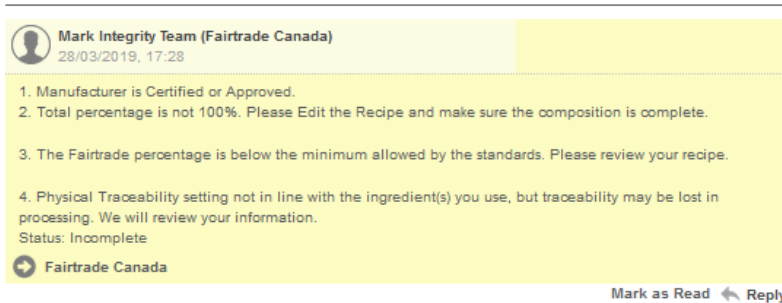 Mark Integrity Team (Fairtrade Canada)
28/03/2019, 17:28
1. Manufacturer is Certified or Approved.
2. Total percentage is not 100%. Please Edit the Recipe and make sure the composition is complete.
3. The Fairtrade percentage is below the minimum allowed by the standards. Please review your recipe.
4. Physical Traceability setting not in line with the ingredient(s) you use, but traceability may be lost in
processing. We will review your information.
Status: Incomplete
Fairtrade Canada
Mark as Read Reply